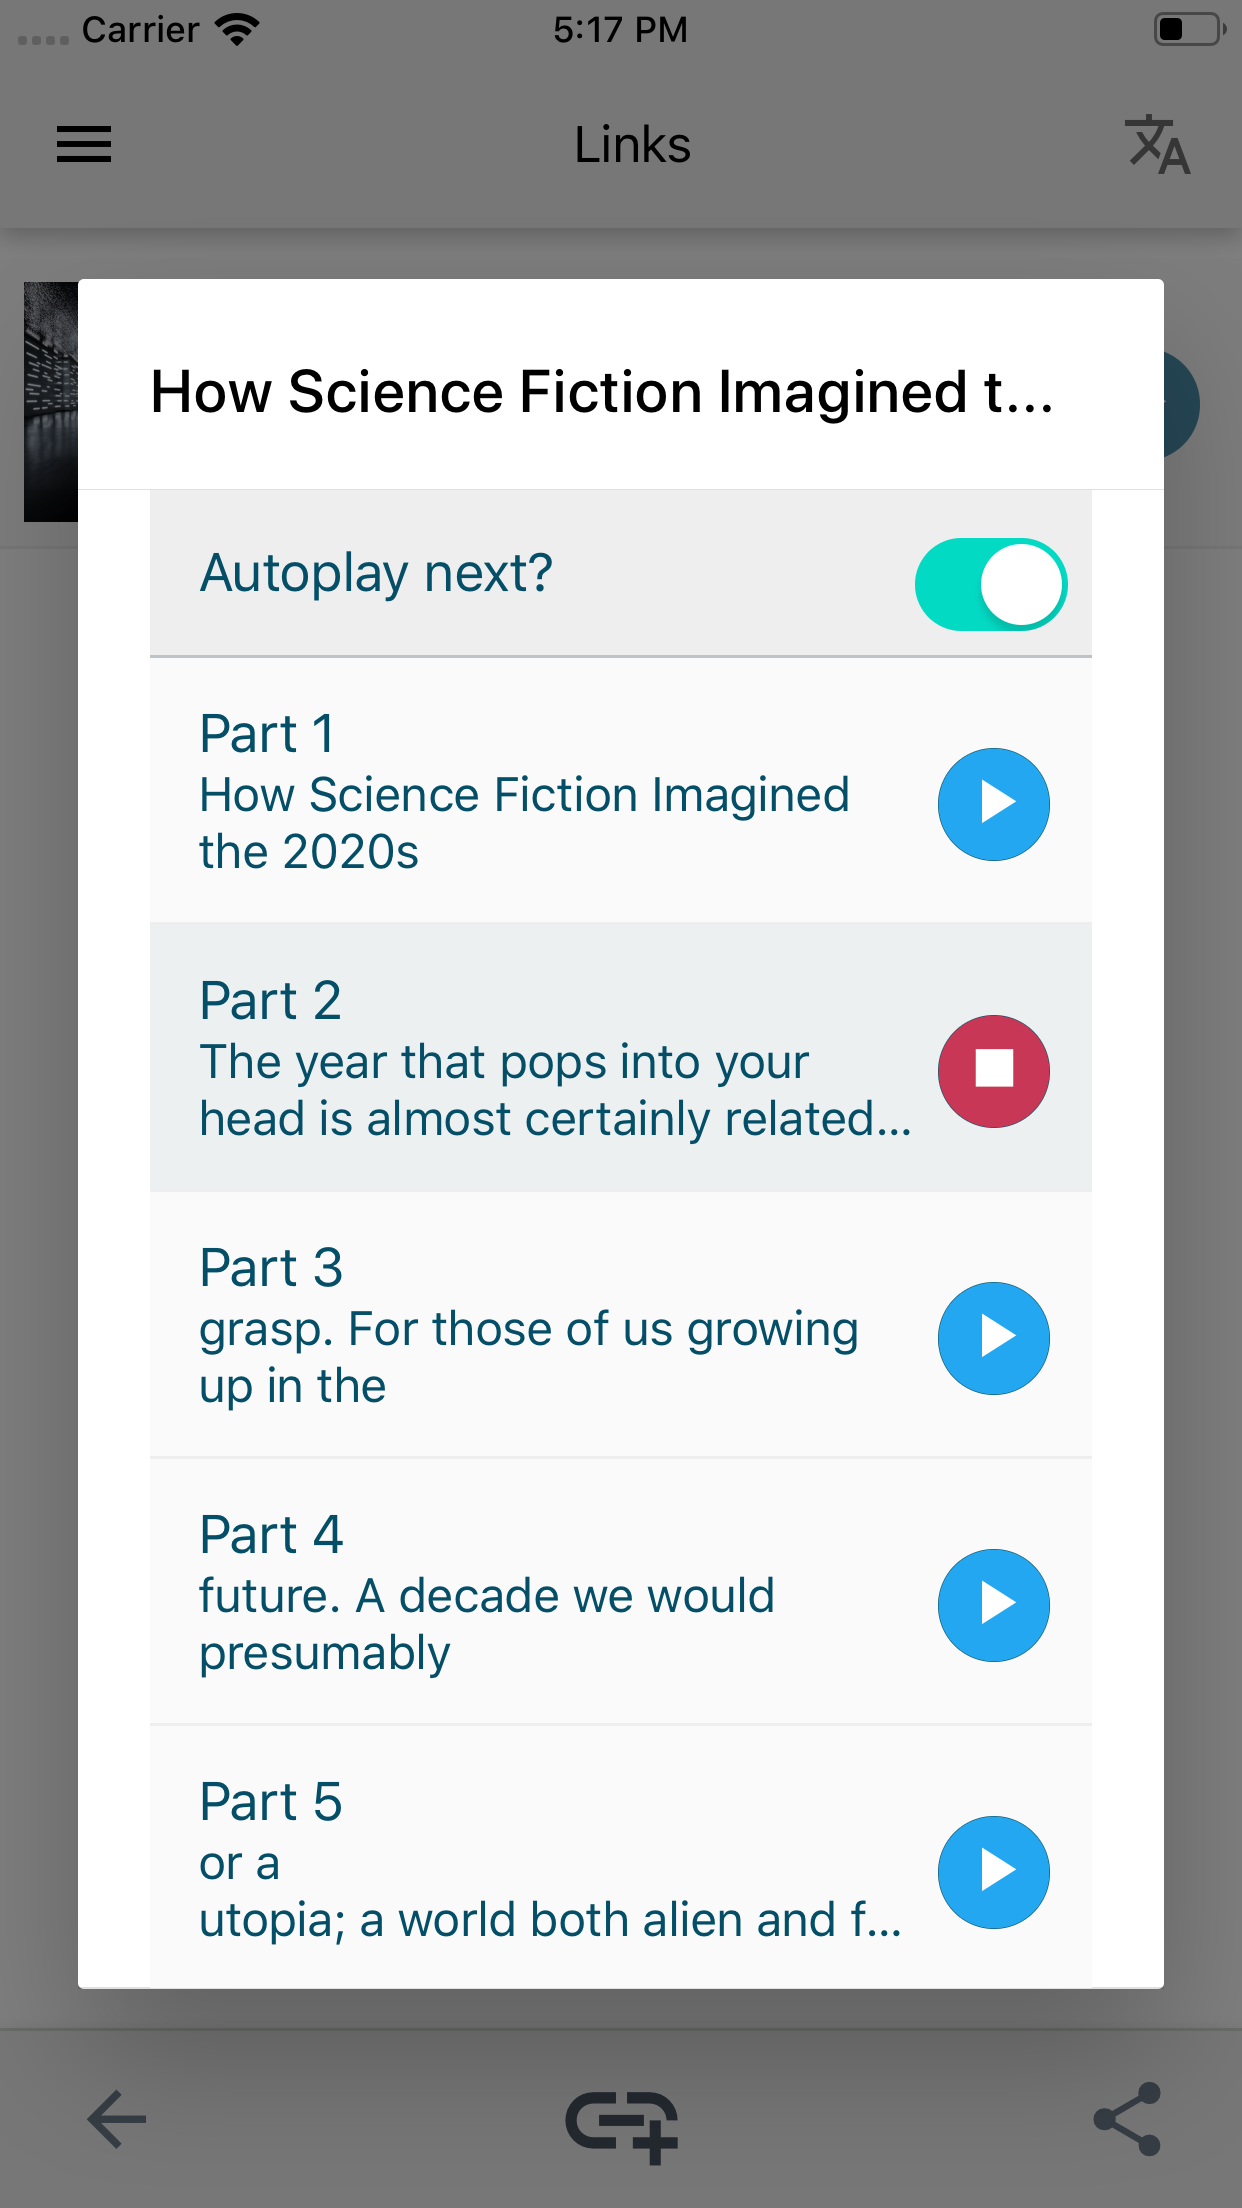 Carrier
5:17 PM
Links
How Science Fiction Imagined t...
Autoplay next?
Part 1
How Science Fiction Imagined
the 2020s
Part 2
The year that pops into your
head is almost certainly related...
Part 3
grasp. For those of us growing
up in the
Part 4
future. A decade we would
presumably
Part 5
or a
utopia; a world both alien and f...